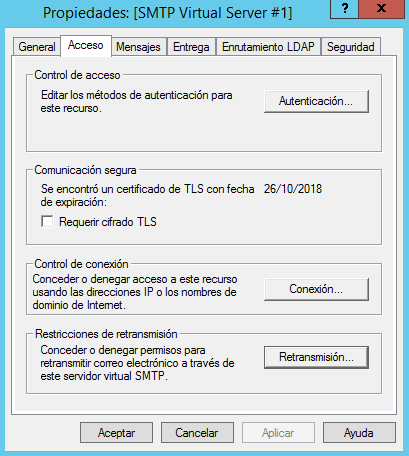 Propiedades: [SMTP Virtual Server #1]
? x
General Acceso Mensajes Entrega Enrutamiento LDAP Seguridad
Control de acceso
Editar los métodos de autenticación para
este recurso.
Autenticación...
Comunicación segura
Se encontró un certificado de TLS con fecha
de expiración:
26/10/2018
Requerir cifrado TLS
Control de conexión
Conceder o denegar acceso a este recurso
usando las direcciones IP o los nombres de
dominio de Internet.
Conexión...
Restricciones de retransmisión
Conceder o denegar permisos para
retransmitir correo electrónico a través de
este servidor virtual SMTP.
Retransmisión...
Aceptar Cancelar Aplicar Ayuda